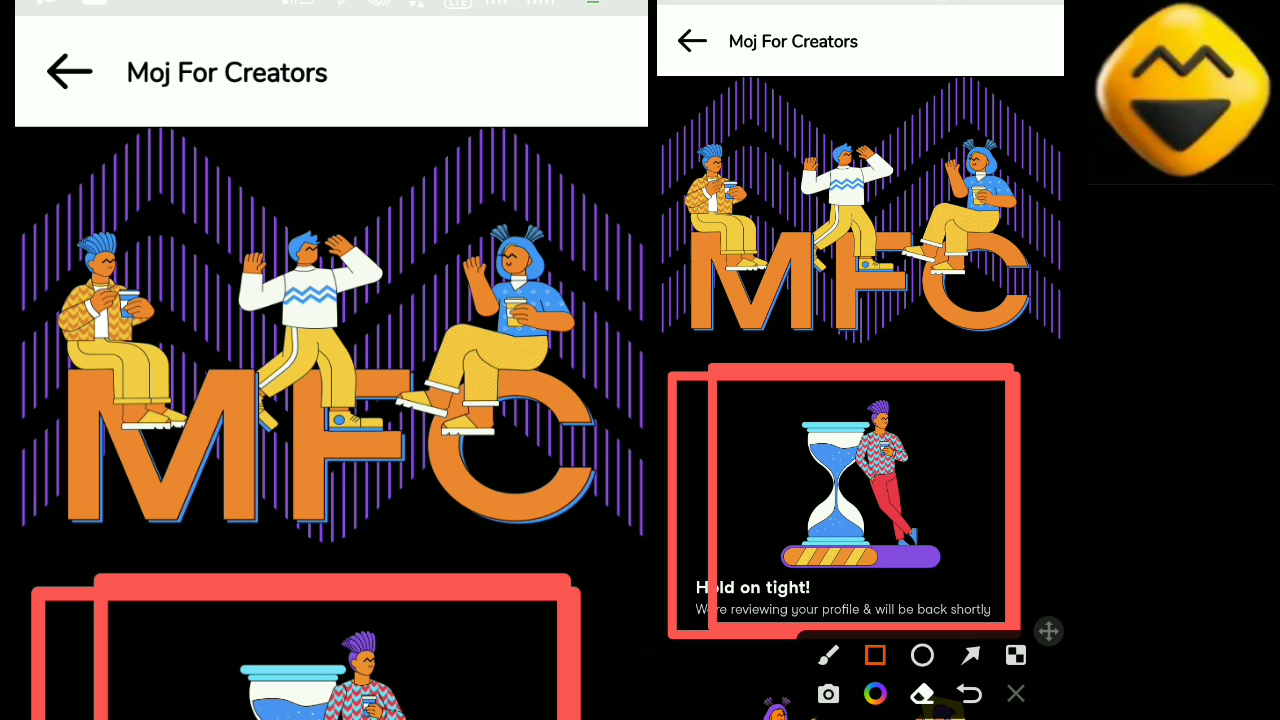 LTE
Moj For Creators
MFC
Moj For Creators
MFC
Hold on tight!
We're reviewing your profile & will be back shortly